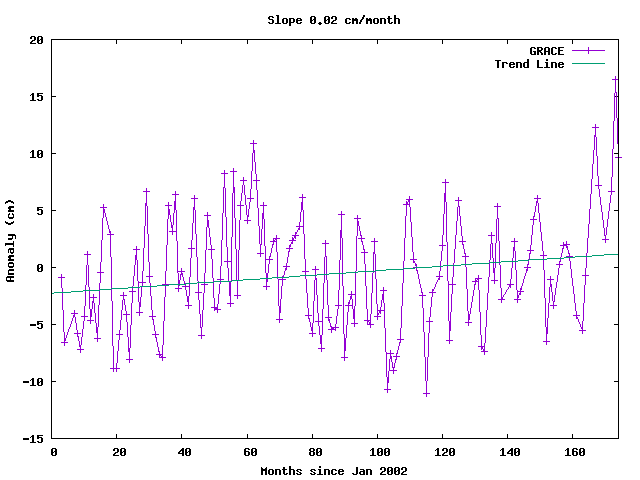 Slope 0.02 cm/month
GRACE
Trend Line
Anomaly (cm)
20
15
10
5
0
-5
-10
-15
0 20 40 60 80 100 120 140 160
Months since Jan 2002